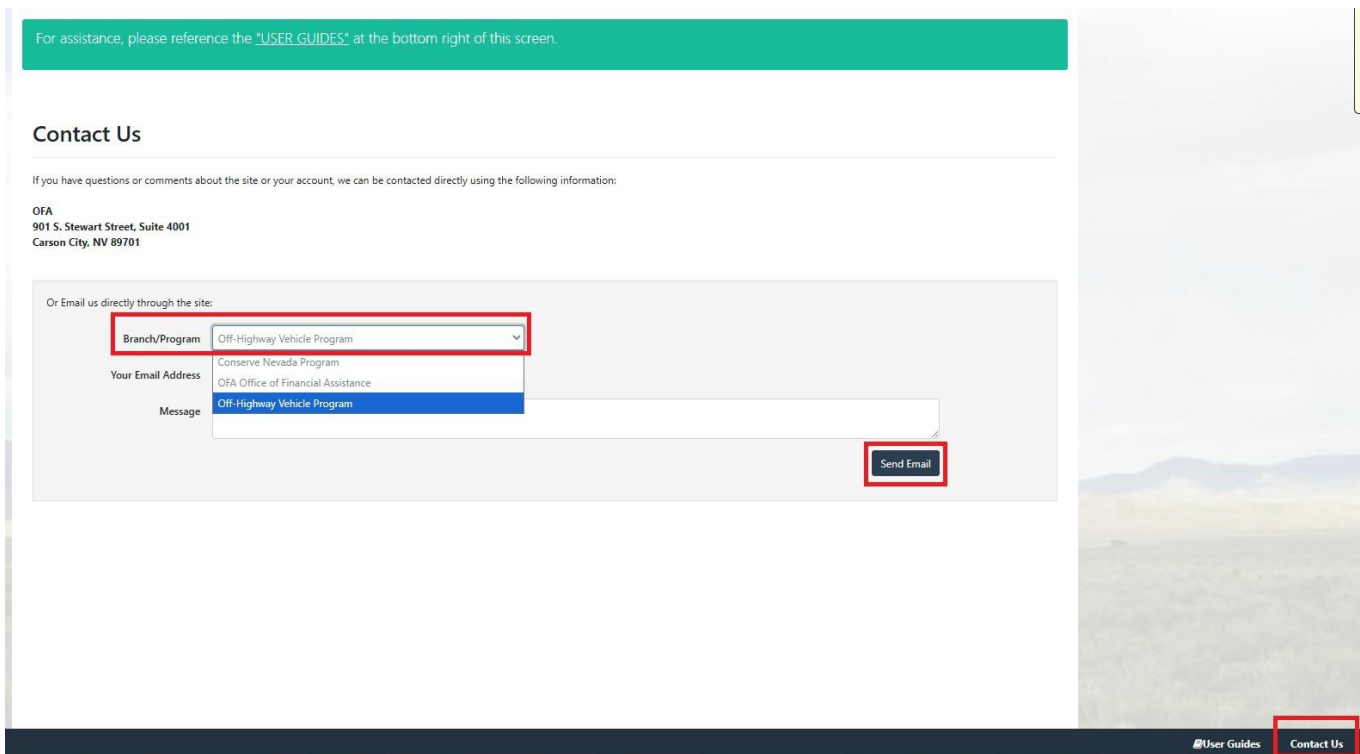 For assistance, please reference the "USER GUIDES" at the bottom right of this screen.
Contact Us
If you have questions or comments about the site or your account, we can be contacted directly using the following information:
OFA
901 S. Stewart Street, Suite 4001
Carson City, NV 89701
Or Email us directly through the site:
Branch/Program Off-Highway Vehicle Program
Conserve Nevada Program
Your Email Address
OFA Office of Financial Assistance
Off-Highway Vehicle Program
Message
Send Email
User Guides Contact Us